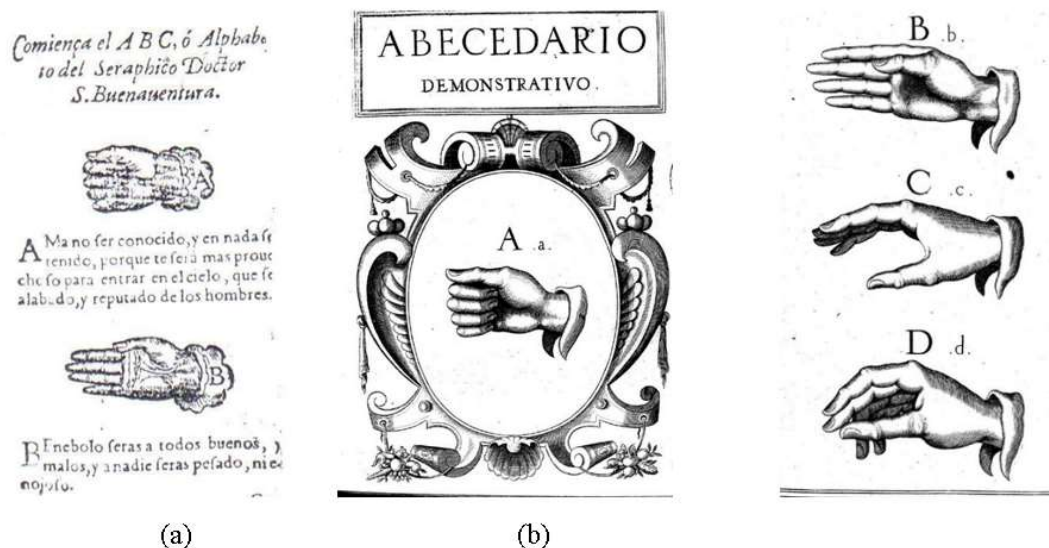 Comiença el A B C, ó Alphabe
to del Seraphico Doctor
S. Buenauentura.
A
A Ma no ser conocido, y en nada se
tenido, porque te será mas proue
choso para entrar en el cielo, que se
alabado, y reputado de los hombres.
B
B Enebolo seras a todos buenos, y
malos, y a nadie seras pesado, ni e
nojoso.
(a)
ABECEDARIO
DEMONSTRATIVO.
A .a.
(b)
B .b.
C .c.
D .d.